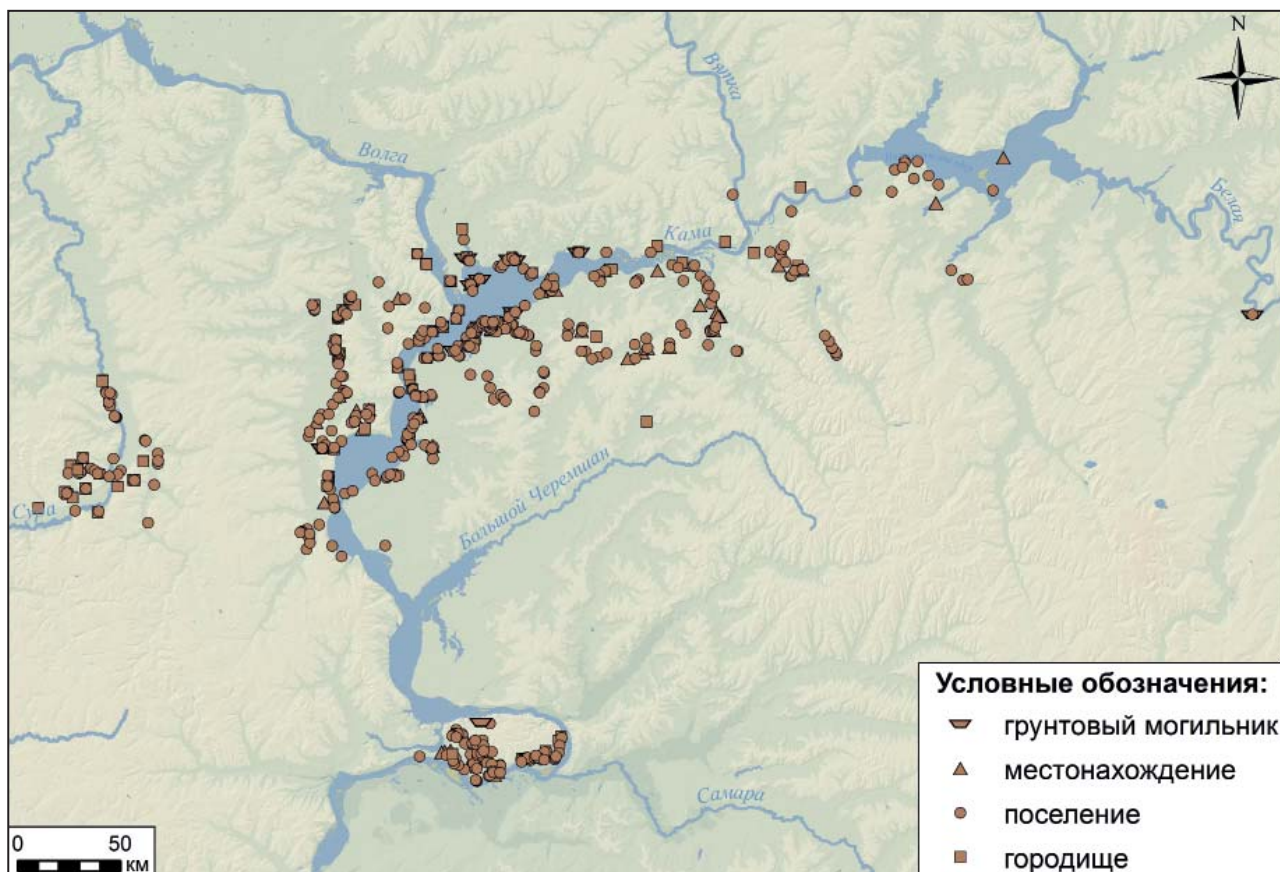 N
Вятка
Волга
Белая
Кама
Большой Черемшан
Сура
Самара
Условные обозначения:
грунтовый могильник
местонахождение
поселение
городище
0 50
км